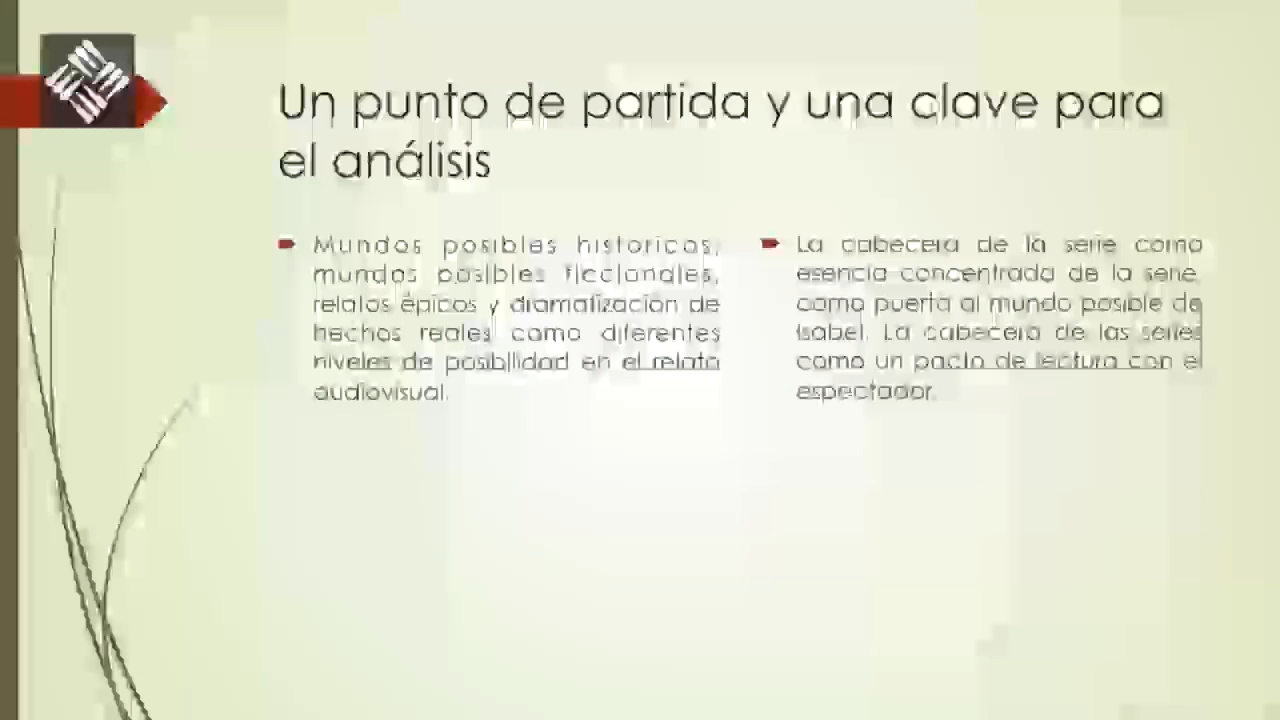 Un punto de partida y una clave para
el análisis
Mundos posibles históricos,
mundos posibles ficcionales,
relatos épicos y dramatización de
hechos reales como diferentes
niveles de posibilidad en el relato
audiovisual.
La cabecera de la serie como
esencia concentrada de la serie,
como puerta al mundo posible de
Isabel. La cabecera de las series
como un pacto de lectura con el
espectador.